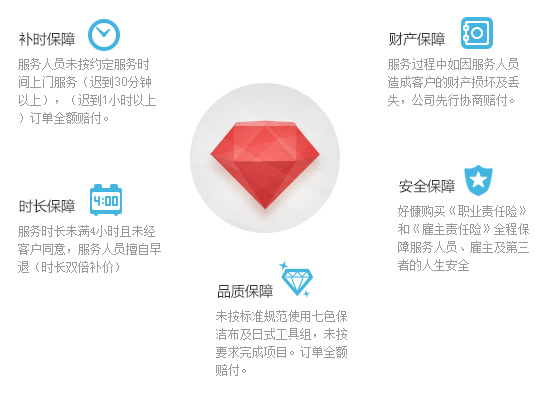 补时保障
服务人员未按约定服务时
间上门服务（迟到30分钟
以上），（迟到1小时以上
）订单全额赔付。
财产保障
服务过程中如因服务人员
造成客户的财产损坏及丢
失，公司先行协商赔付。
时长保障
4:00
服务时长未满4小时且未经
客户同意，服务人员擅自早
退（时长双倍补价）
安全保障
好慷购买《职业责任险》
和《雇主责任险》全程保
障服务人员、雇主及第三
者的人生安全
品质保障
未按标准规范使用七色保
洁布及日式工具组，未按
要求完成项目。订单全额
赔付。